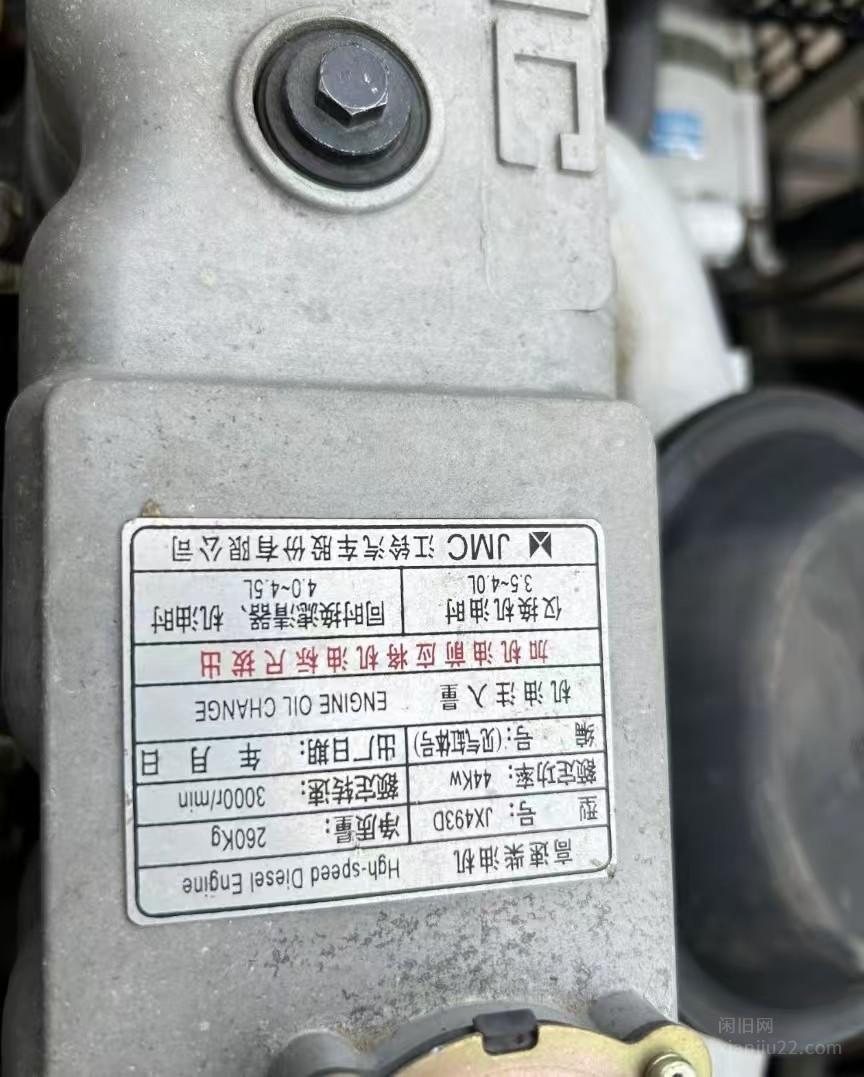 高速柴油机 Hgh-speed Diesel Engine
型 号：JX493D 净质量：260Kg
额定功率：44Kw 额定转速：3000r/min
编 号：(见气缸体号) 出厂日期： 年 月 日
机油注入量 ENGINE OIL CHANGE
加机油前应将机油标尺拔出
仅换机油时 同时换滤清器、机油时
3.5~4.0L 4.0~4.5L
JMC 江铃汽车股份有限公司
闲旧网
xianjiu22.com